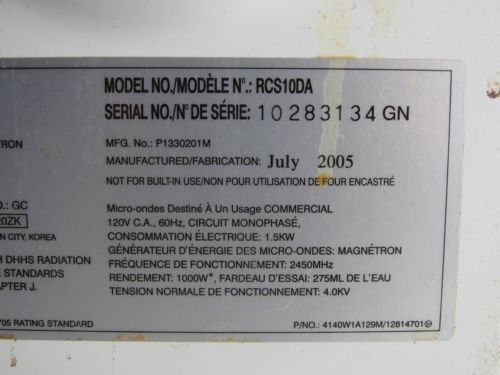 MODEL NO./MODÈLE Nº.: RCS10DA
SERIAL NO./Nº DE SÉRIE: 10283134 GN
TRON
MFG. No.: P1330201M
MANUFACTURED/FABRICATION: July 2005
NOT FOR BUILT-IN USE/NON PUR UTILISATION DE FOUR ENCASTRÉ
O.: GC
20ZK
N CITY, KOREA
H DHHS RADIATION
E STANDARDS
APTER J.
Micro-ondes Destiné À Un Usage COMMERCIAL
120V C.A., 60Hz, CIRCUIT MONOPHASÉ,
CONSOMMATION ÉLECTRIQUE: 1.5KW
GÉNÉRATEUR D'ÉNERGIE DES MICRO-ONDES: MAGNÉTRON
FRÉQUENCE DE FONCTIONNEMENT: 2450MHz
RENDEMENT: 1000W*, FARDEAU D'ESSAI: 275ML DE L'EAU
TENSION NORMALE DE FONCTIONNEMENT: 4.0KV
705 RATING STANDARD
P/NO.: 4140W1A129M/12814701